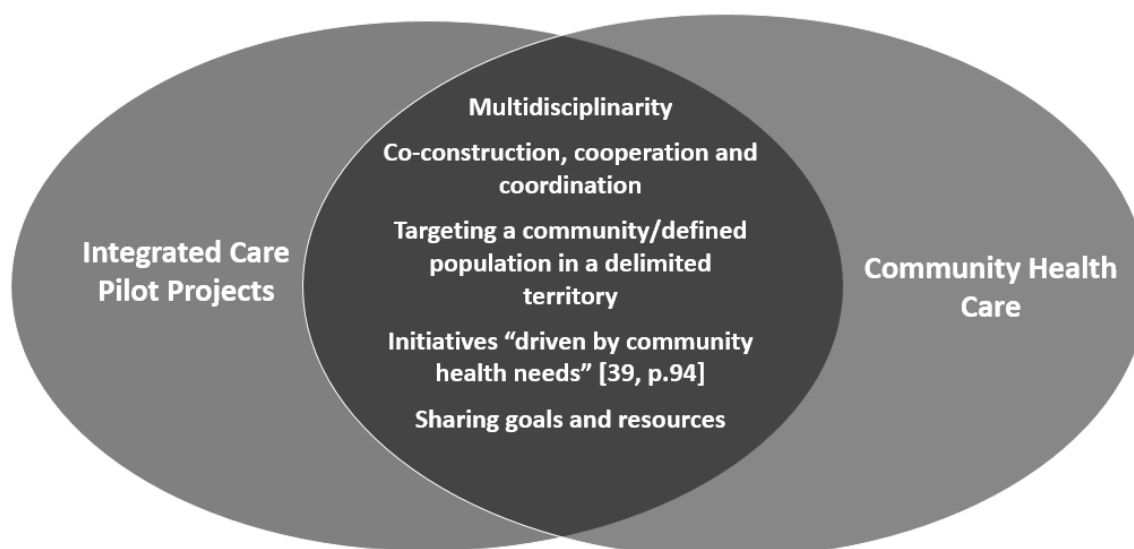 Multidisciplinarity
Co-construction, cooperation and
coordination
Targeting a community/defined
population in a delimited
territory
Initiatives “driven by community
health needs” [39, p.94]
Sharing goals and resources
Integrated Care
Pilot Projects
Community Health
Care